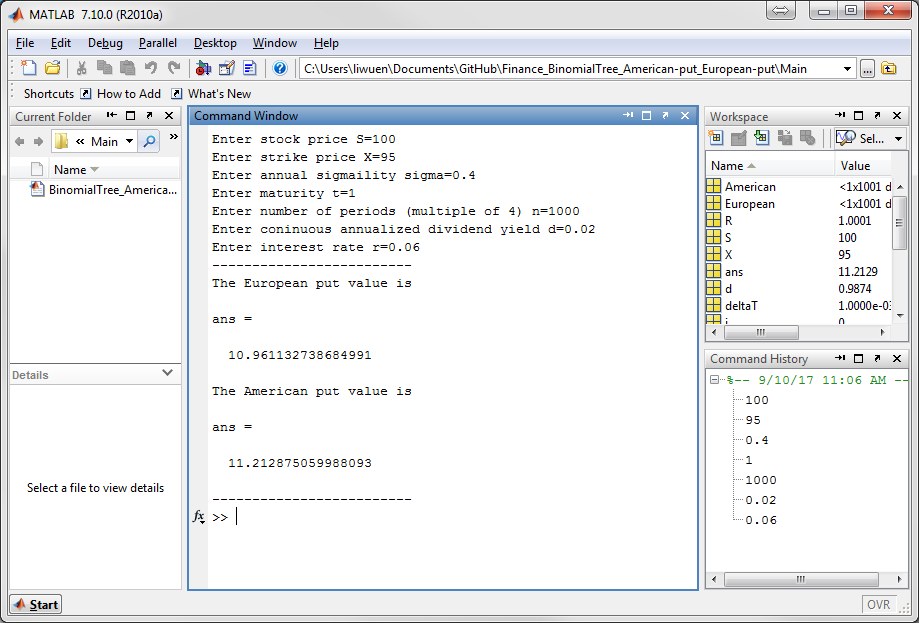 MATLAB 7.10.0 (R2010a)
File Edit Debug Parallel Desktop Window Help
C:\Users\liwuen\Documents\GitHub\Finance_BinomialTree_American-put_European-put\Main
Shortcuts How to Add What's New
Current Folder
« Main
Name
BinomialTree_America...
Details
Select a file to view details
Command Window
Enter stock price S=100
Enter strike price X=95
Enter annual sigmaility sigma=0.4
Enter maturity t=1
Enter number of periods (multiple of 4) n=1000
Enter coninuous annualized dividend yield d=0.02
Enter interest rate r=0.06
-------------------------
The European put value is
ans =
10.961132738684991
The American put value is
ans =
11.212875059988093
-------------------------
fx >>
Workspace
Sel...
Name Value
American <1x1001 d
European <1x1001 d
R 1.0001
S 100
X 95
ans 11.2129
d 0.9874
deltaT 1.0000e-0
i 0
Command History
%-- 9/10/17 11:06 AM --
100
95
0.4
1
1000
0.02
0.06
Start
OVR